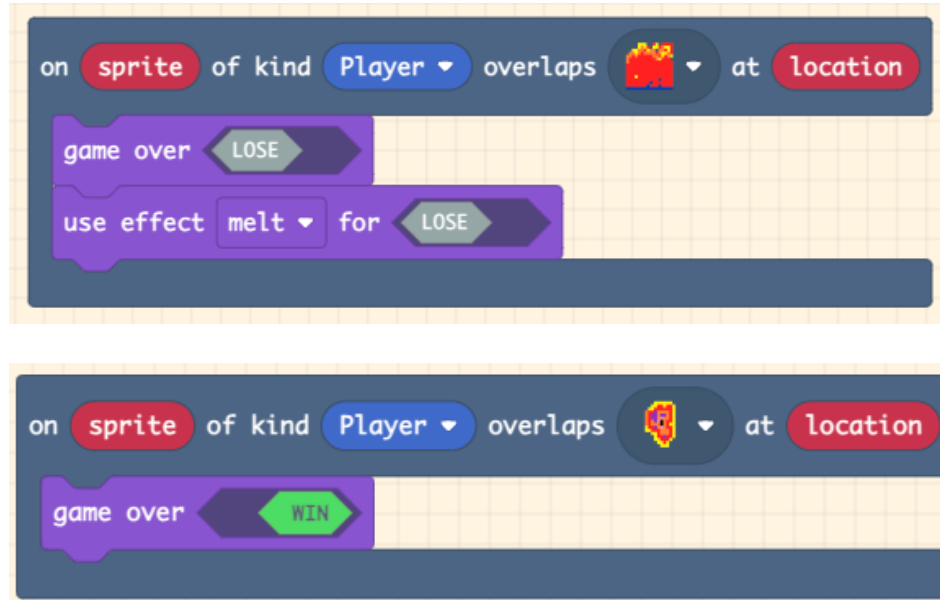 on sprite of kind Player overlaps at location
game over LOSE
use effect melt for LOSE
on sprite of kind Player overlaps at location
game over WIN